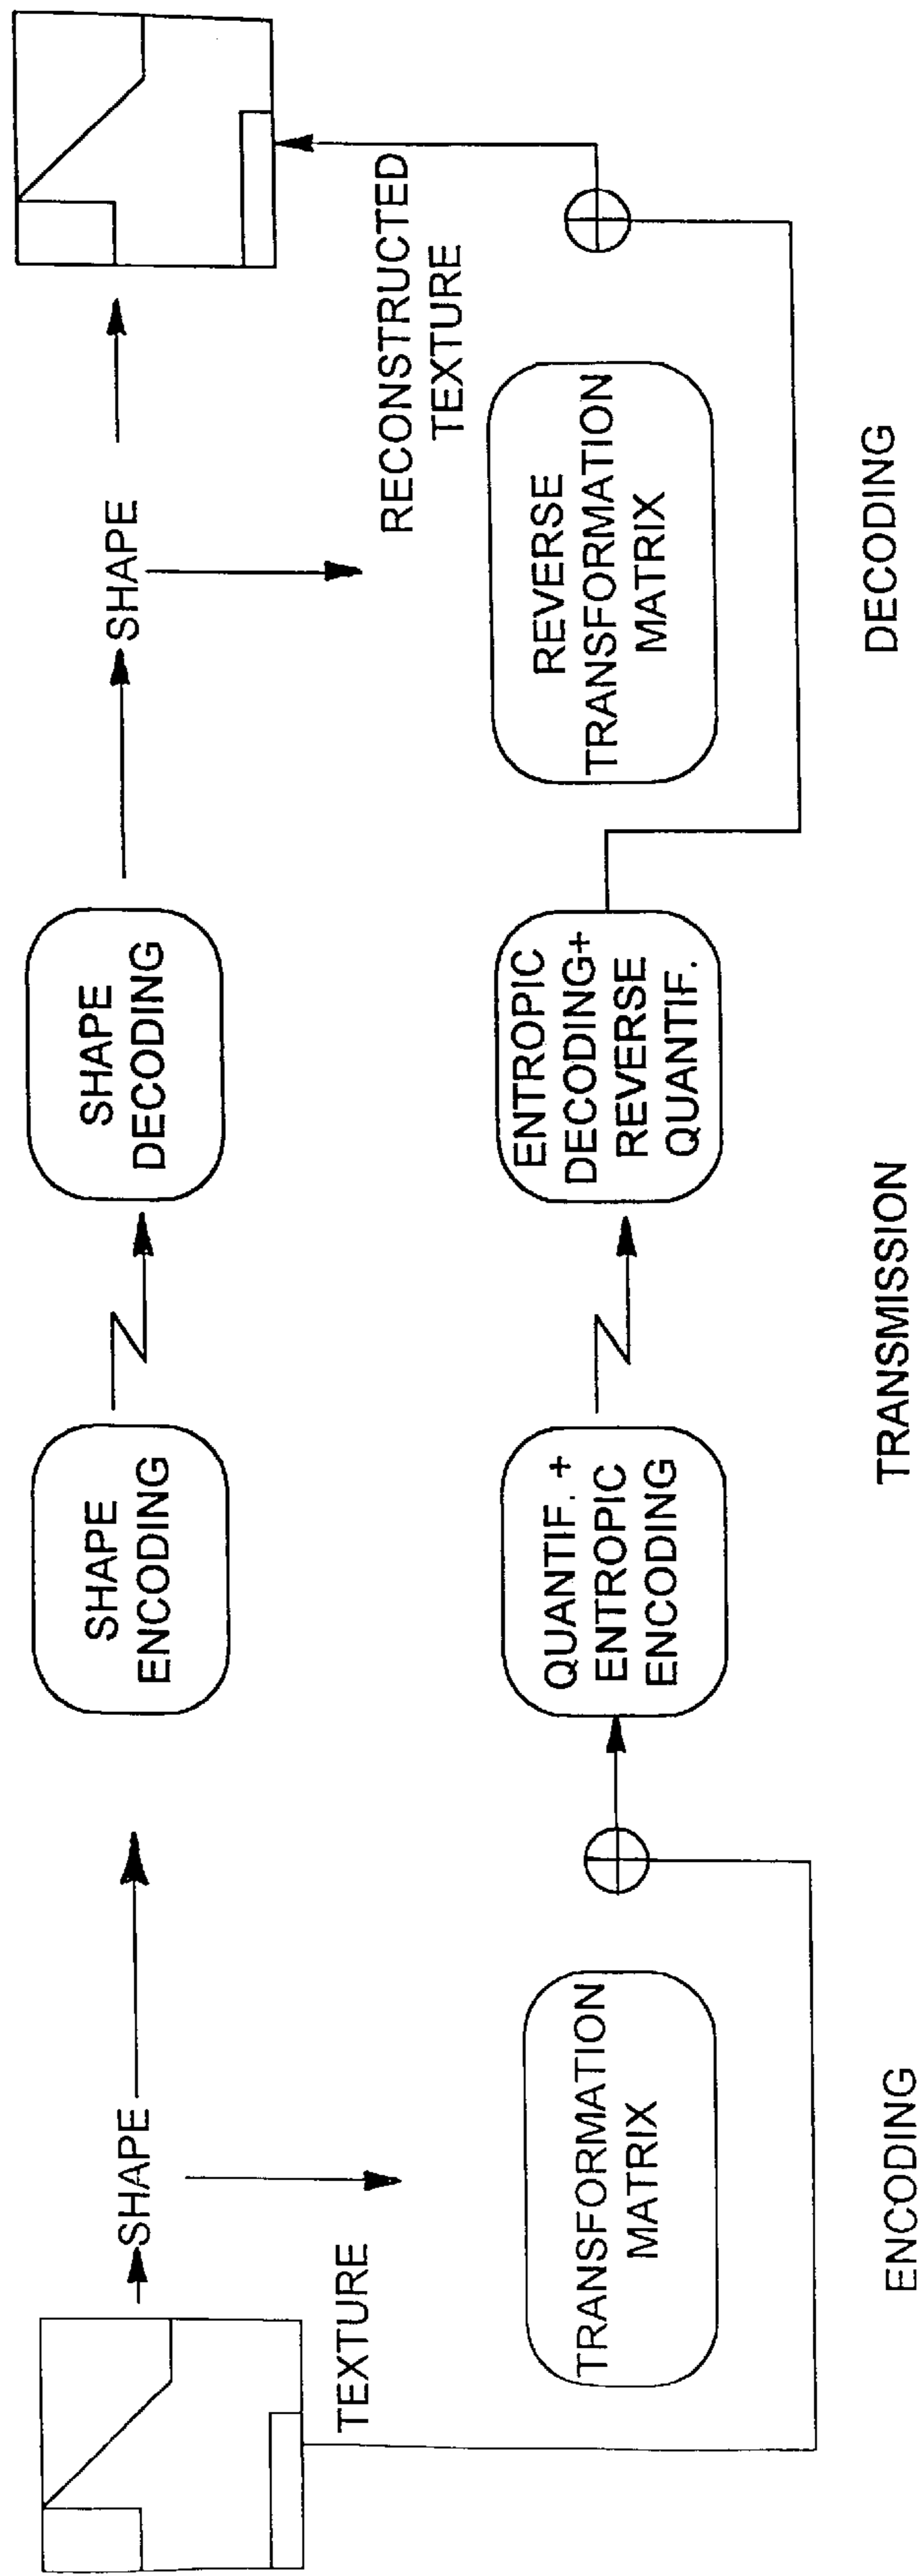 SHAPE
SHAPE
ENCODING
SHAPE
DECODING
SHAPE
TEXTURE
TRANSFORMATION
MATRIX
QUANTIF. +
ENTROPIC
ENCODING
ENTROPIC
DECODING+
REVERSE
QUANTIF.
REVERSE
TRANSFORMATION
MATRIX
RECONSTRUCTED
TEXTURE
ENCODING
TRANSMISSION
DECODING